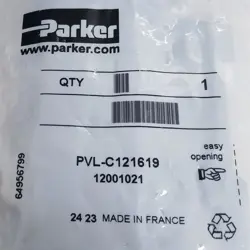 Parker
www.parker.com
QTY 1
64956799
easy
opening
PVL-C121619
12001021
24 23 MADE IN FRANCE